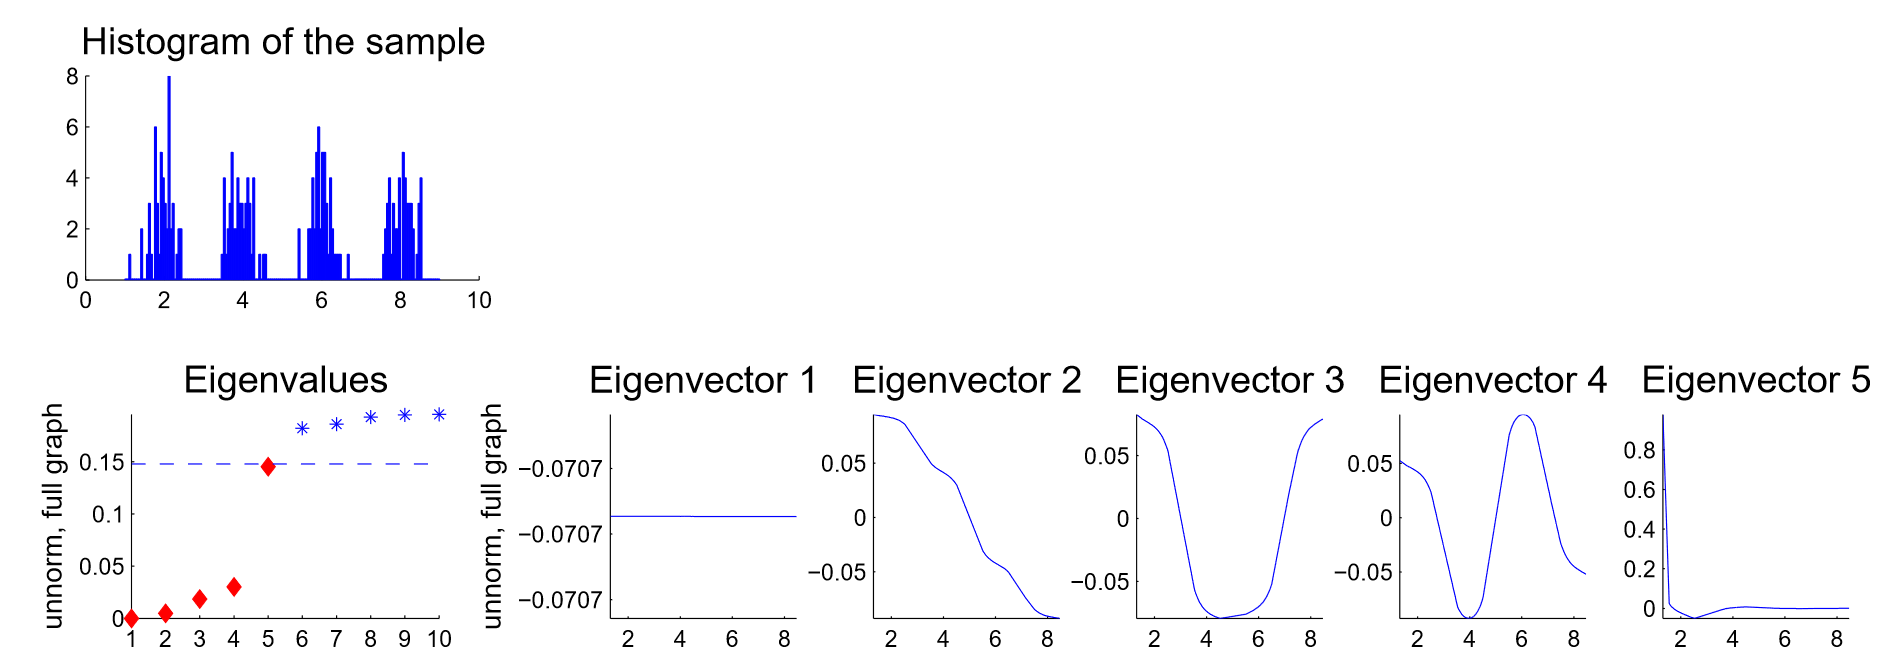 Histogram of the sample
8
6
4
2
0
0 2 4 6 8 10
Eigenvalues
unnorm, full graph
0.15
0.1
0.05
0
1 2 3 4 5 6 7 8 9 10
Eigenvector 1
unnorm, full graph
−0.0707
−0.0707
−0.0707
2 4 6 8
Eigenvector 2
0.05
0
−0.05
2 4 6 8
Eigenvector 3
0.05
0
−0.05
2 4 6 8
Eigenvector 4
0.05
0
−0.05
2 4 6 8
Eigenvector 5
0.8
0.6
0.4
0.2
0
2 4 6 8